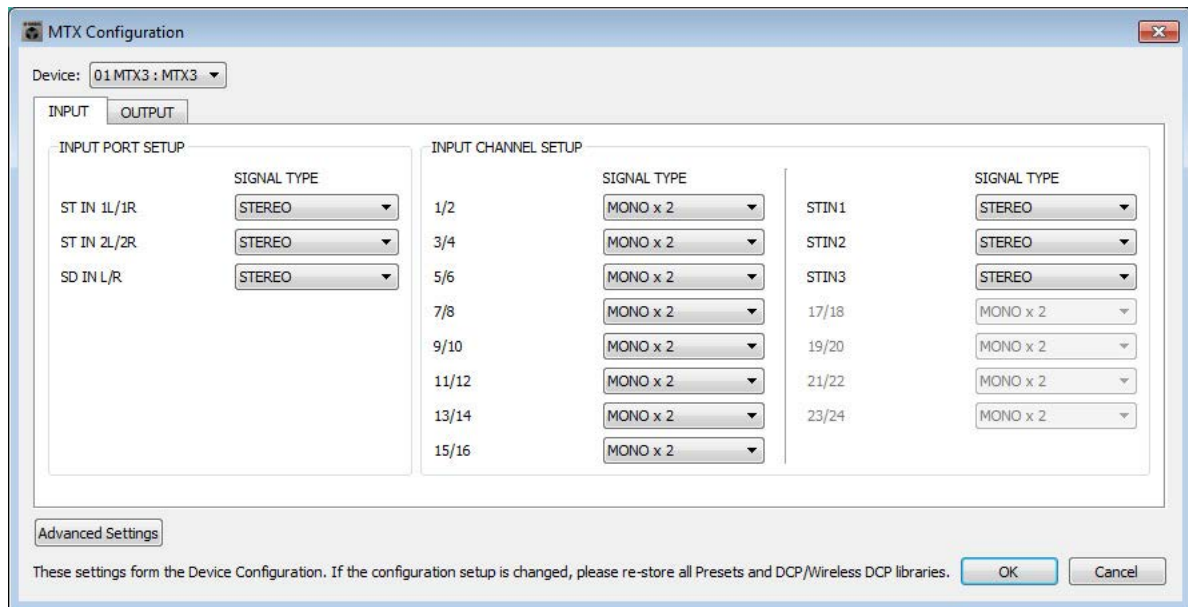 MTX Configuration
Device: 01 MTX3 : MTX3
INPUT OUTPUT
INPUT PORT SETUP
SIGNAL TYPE
ST IN 1L/1R STEREO
ST IN 2L/2R STEREO
SD IN L/R STEREO
INPUT CHANNEL SETUP
SIGNAL TYPE
1/2 MONO x 2
3/4 MONO x 2
5/6 MONO x 2
7/8 MONO x 2
9/10 MONO x 2
11/12 MONO x 2
13/14 MONO x 2
15/16 MONO x 2
SIGNAL TYPE
STIN1 STEREO
STIN2 STEREO
STIN3 STEREO
17/18 MONO x 2
19/20 MONO x 2
21/22 MONO x 2
23/24 MONO x 2
Advanced Settings
These settings form the Device Configuration. If the configuration setup is changed, please re-store all Presets and DCP/Wireless DCP libraries.
OK Cancel